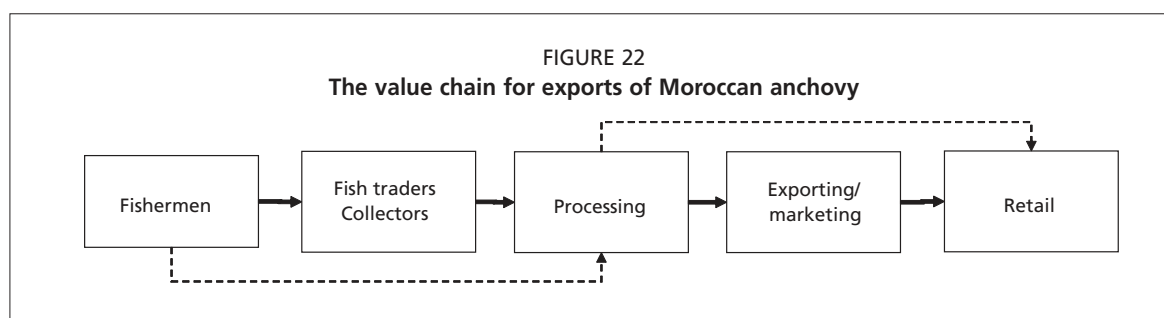 FIGURE 22
The value chain for exports of Moroccan anchovy
Fishermen
Fish traders
Collectors
Processing
Exporting/
marketing
Retail